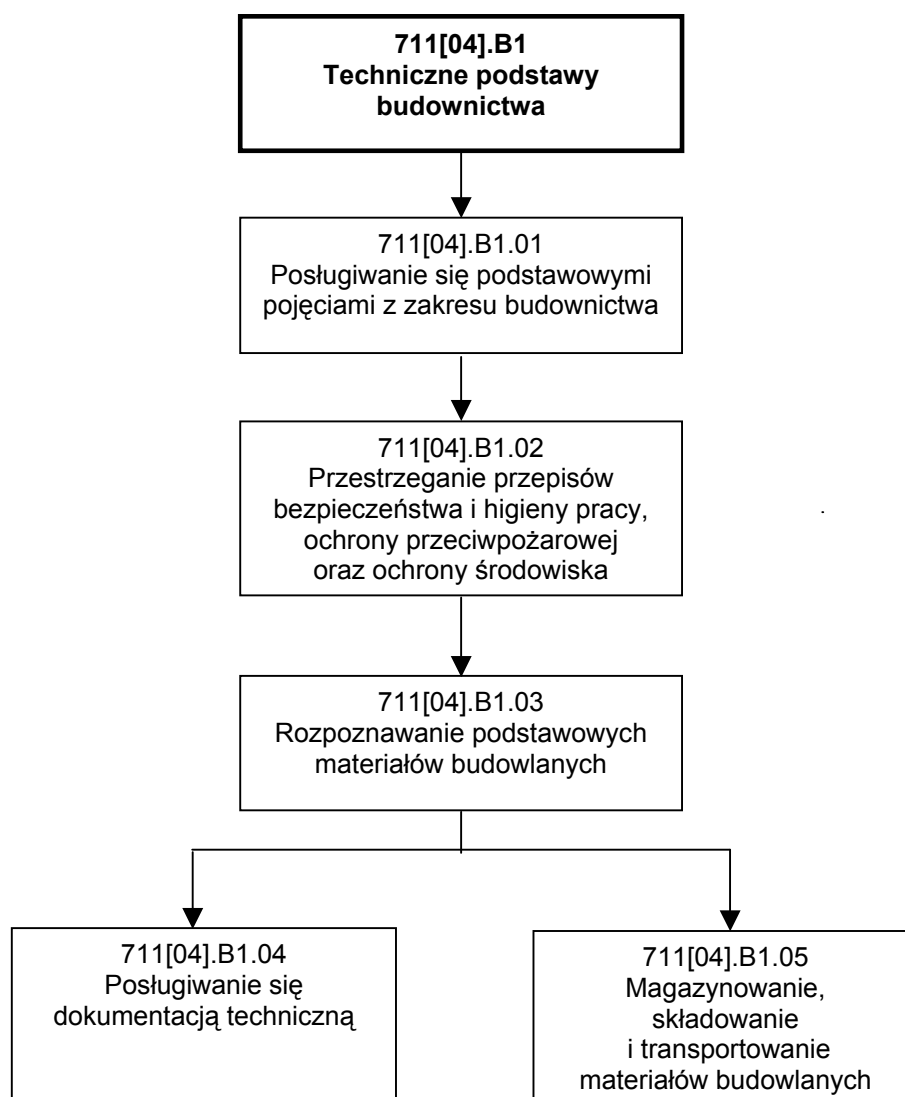 711[04].B1
Techniczne podstawy
budownictwa
711[04].B1.01
Posługiwanie się podstawowymi
pojęciami z zakresu budownictwa
711[04].B1.02
Przestrzeganie przepisów
bezpieczeństwa i higieny pracy,
ochrony przeciwpożarowej
oraz ochrony środowiska
.
711[04].B1.03
Rozpoznawanie podstawowych
materiałów budowlanych
711[04].B1.04
Posługiwanie się
dokumentacją techniczną
711[04].B1.05
Magazynowanie,
składowanie
i transportowanie
materiałów budowlanych